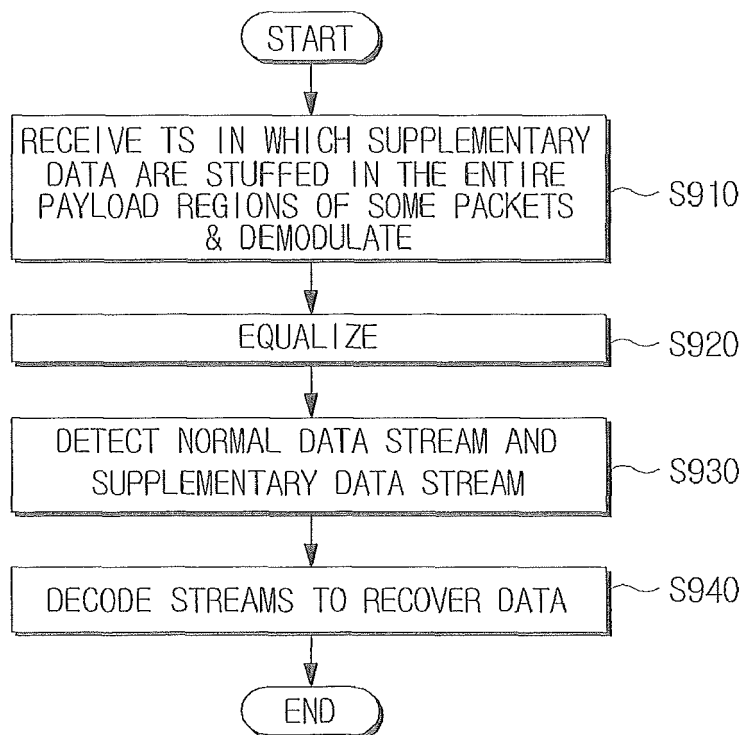 START
RECEIVE TS IN WHICH SUPPLEMENTARY
DATA ARE STUFFED IN THE ENTIRE
PAYLOAD REGIONS OF SOME PACKETS
& DEMODULATE
S910
EQUALIZE
S920
DETECT NORMAL DATA STREAM AND
SUPPLEMENTARY DATA STREAM
S930
DECODE STREAMS TO RECOVER DATA
S940
END